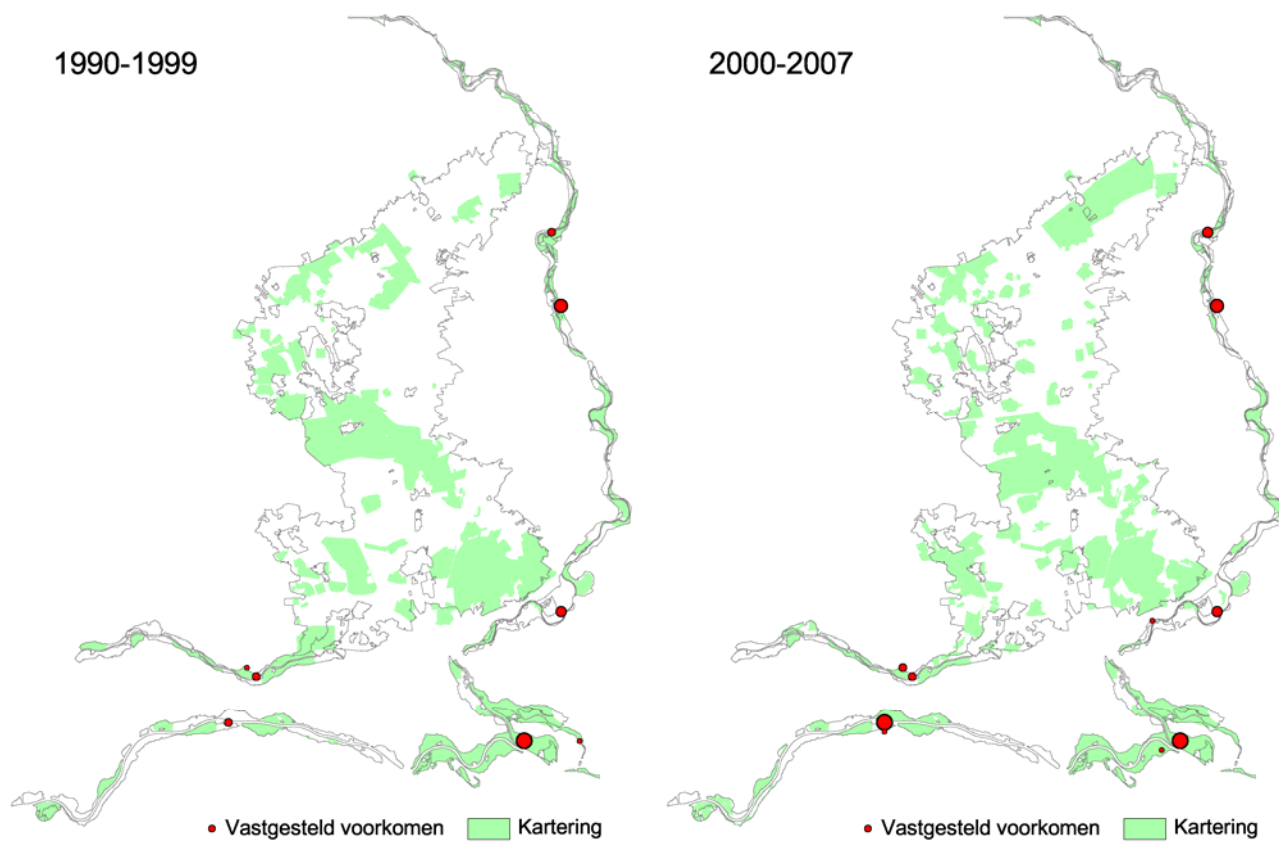 1990-1999
2000-2007
Vastgesteld voorkomen
Kartering
Vastgesteld voorkomen
Kartering